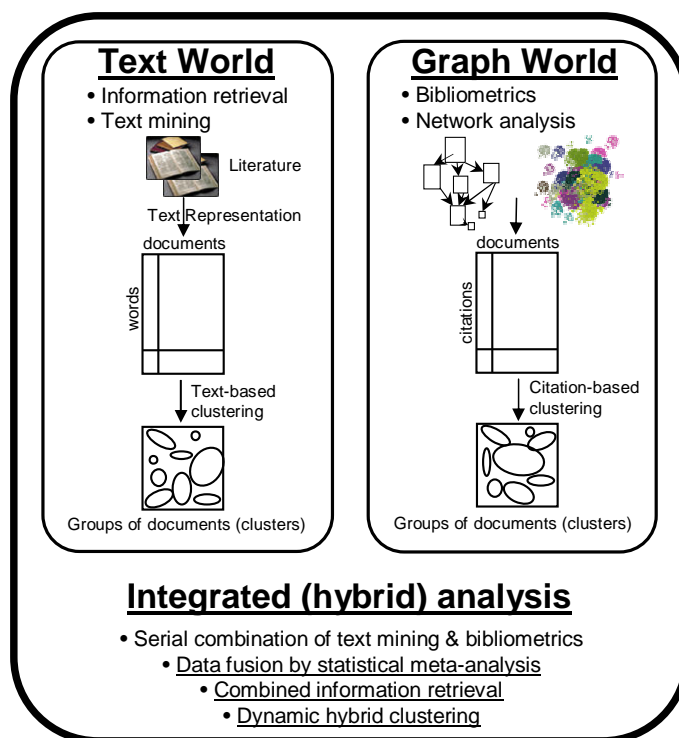 Text World
• Information retrieval
• Text mining
Literature
Text Representation
documents
words
Text-based
clustering
Groups of documents (clusters)
Graph World
• Bibliometrics
• Network analysis
documents
citations
Citation-based
clustering
Groups of documents (clusters)
Integrated (hybrid) analysis
• Serial combination of text mining & bibliometrics
• Data fusion by statistical meta-analysis
• Combined information retrieval
• Dynamic hybrid clustering